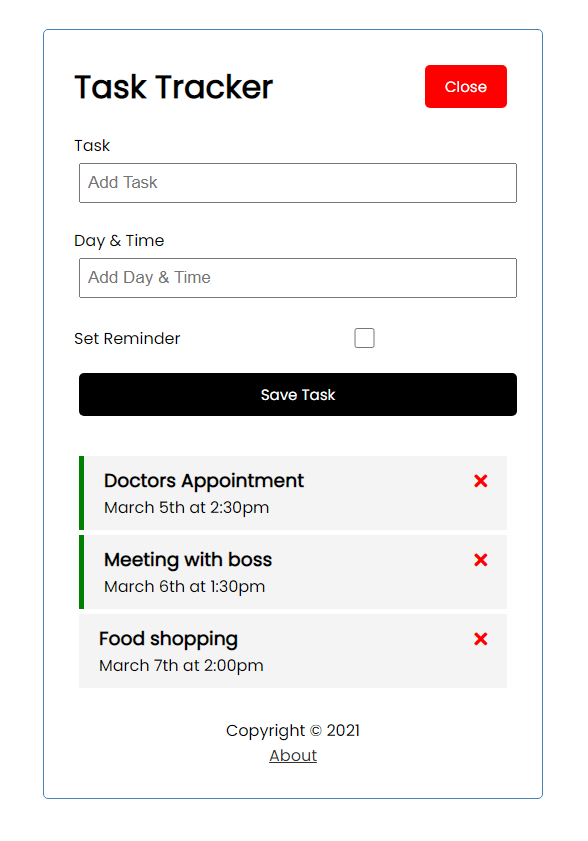 Task Tracker
Close
Task
Add Task
Day & Time
Add Day & Time
Set Reminder
Save Task
Doctors Appointment
March 5th at 2:30pm
Meeting with boss
March 6th at 1:30pm
Food shopping
March 7th at 2:00pm
Copyright © 2021
About